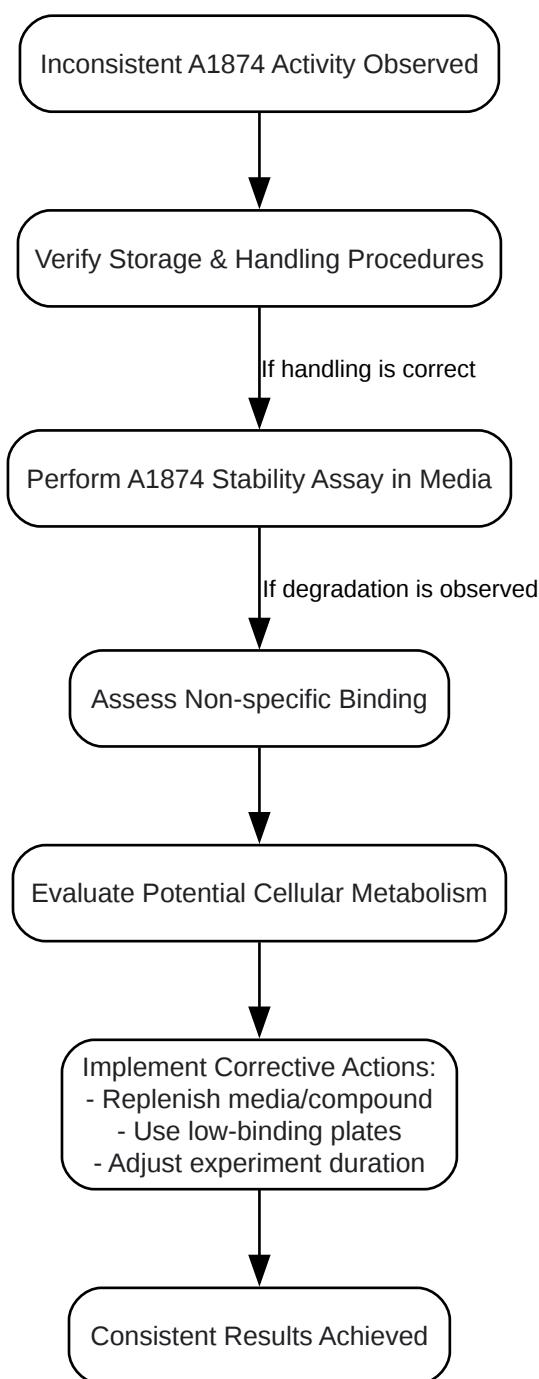 Inconsistent A1874 Activity Observed
Verify Storage & Handling Procedures
If handling is correct
Perform A1874 Stability Assay in Media
If degradation is observed
Assess Non-specific Binding
Evaluate Potential Cellular Metabolism
Implement Corrective Actions:
- Replenish media/compound
- Use low-binding plates
- Adjust experiment duration
Consistent Results Achieved